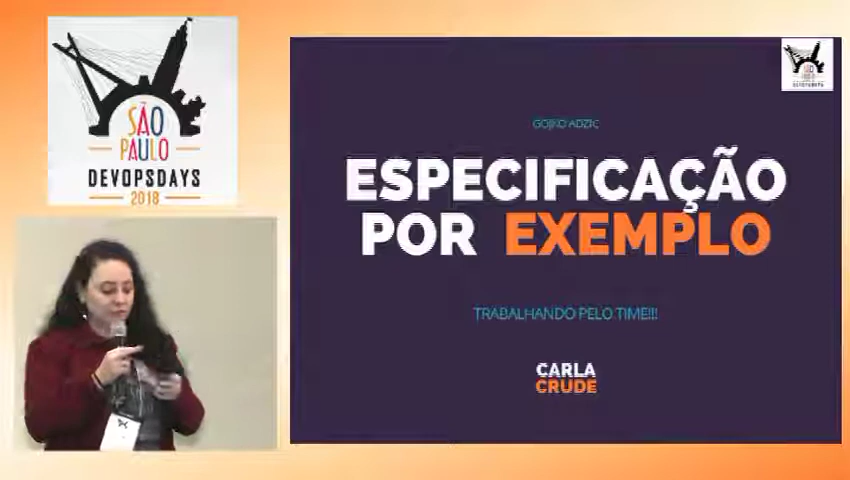 SÃO
PAULO
DEVOPSDAYS
2018
GOJKO ADZIC
ESPECIFICAÇÃO
POR EXEMPLO
TRABALHANDO PELO TIME!!!
CARLA
CRUDE